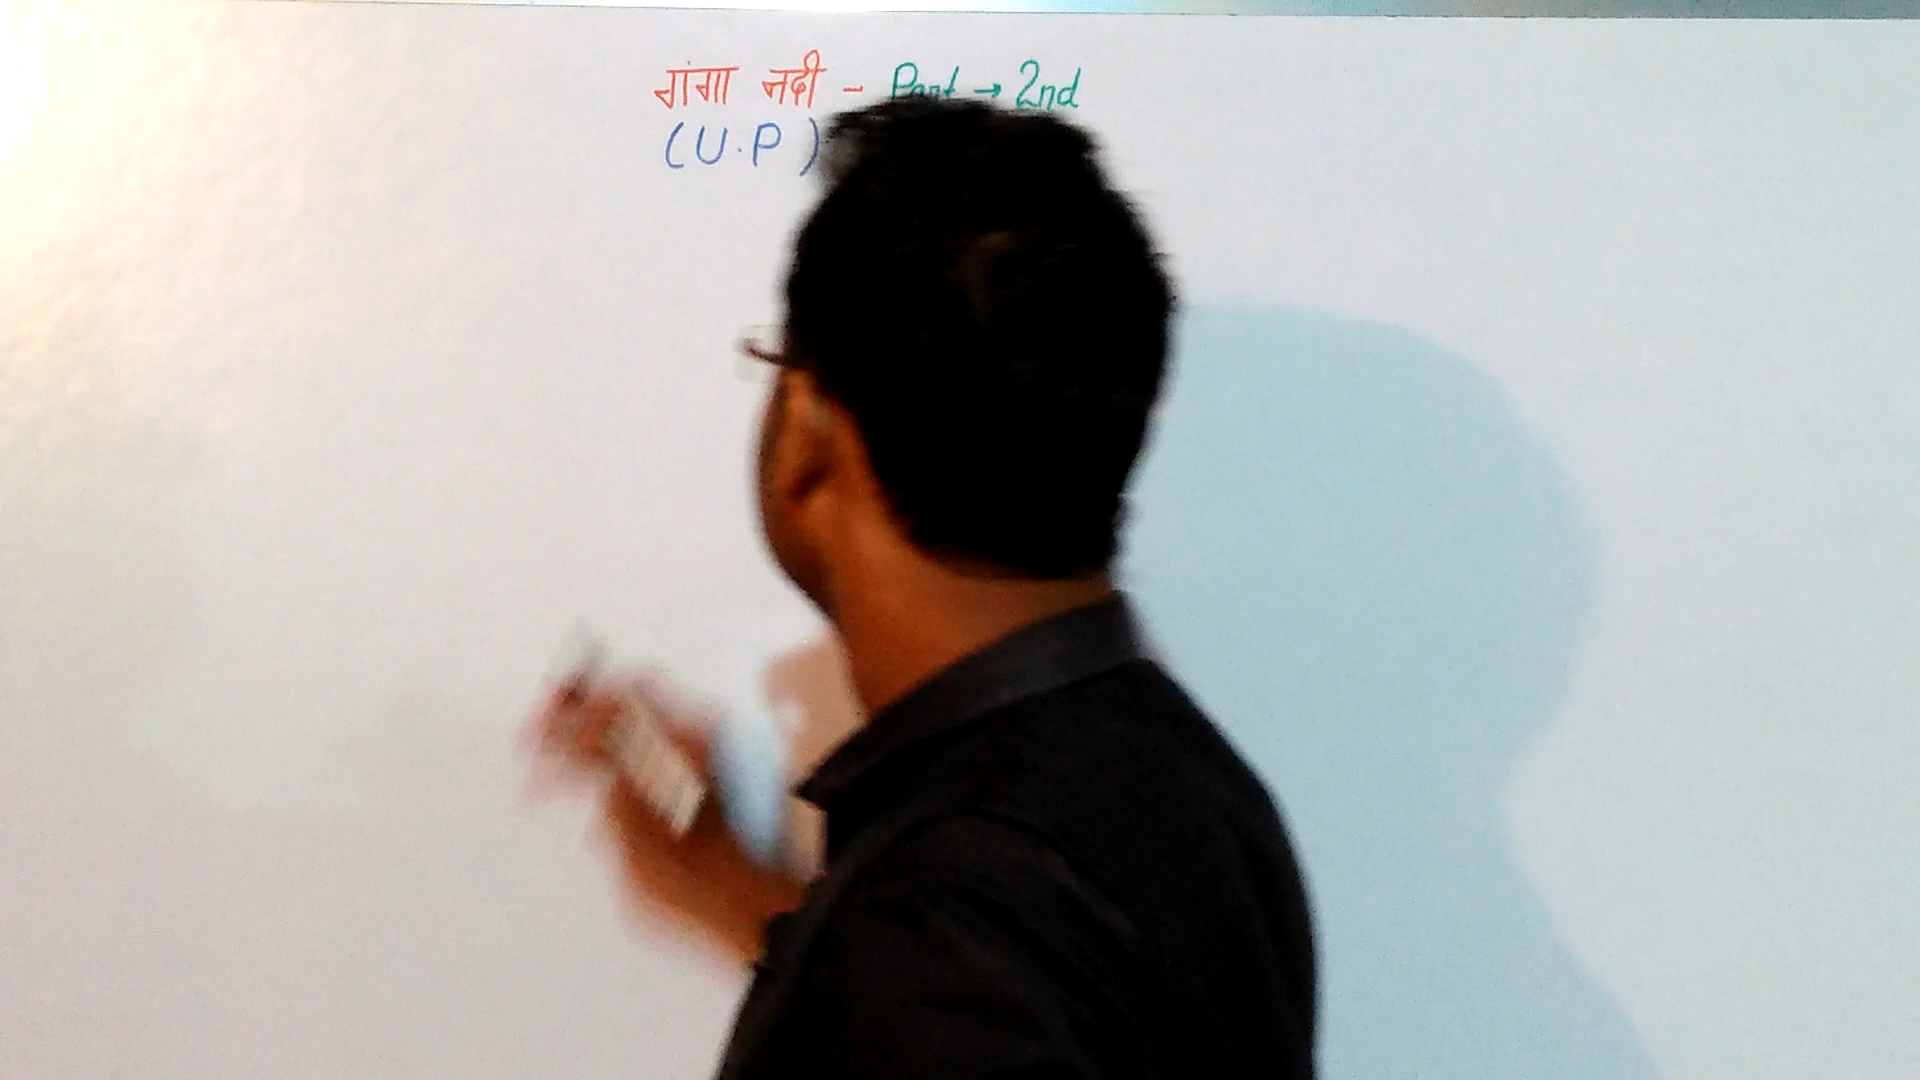 गंगा नदी - Part → 2nd
(U.P)